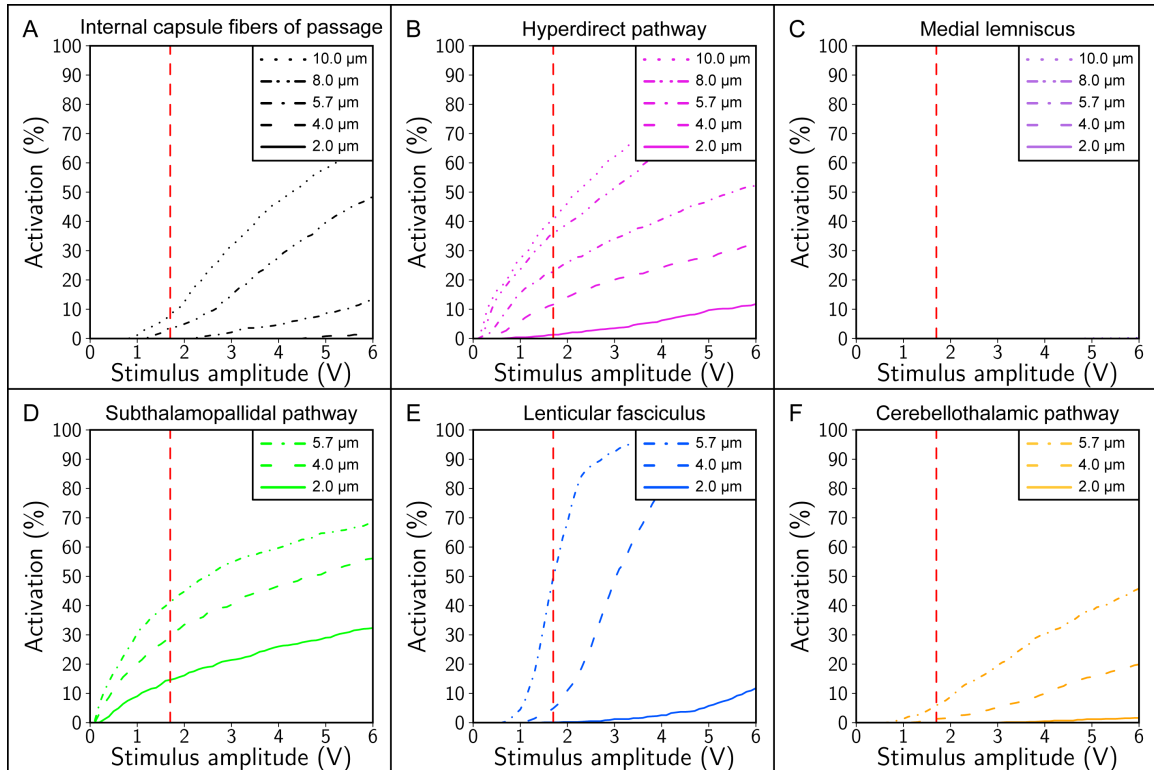 A Internal capsule fibers of passage
100
90
80
70
60
50
40
30
20
10
0
Activation (%)
10.0 µm
8.0 µm
5.7 µm
4.0 µm
2.0 µm
0 1 2 3 4 5 6
Stimulus amplitude (V)
B Hyperdirect pathway
100
90
80
70
60
50
40
30
20
10
0
Activation (%)
10.0 µm
8.0 µm
5.7 µm
4.0 µm
2.0 µm
0 1 2 3 4 5 6
Stimulus amplitude (V)
C Medial lemniscus
100
90
80
70
60
50
40
30
20
10
0
Activation (%)
10.0 µm
8.0 µm
5.7 µm
4.0 µm
2.0 µm
0 1 2 3 4 5 6
Stimulus amplitude (V)
D Subthalamopallidal pathway
100
90
80
70
60
50
40
30
20
10
0
Activation (%)
5.7 µm
4.0 µm
2.0 µm
0 1 2 3 4 5 6
Stimulus amplitude (V)
E Lenticular fasciculus
100
90
80
70
60
50
40
30
20
10
0
Activation (%)
5.7 µm
4.0 µm
2.0 µm
0 1 2 3 4 5 6
Stimulus amplitude (V)
F Cerebellothalamic pathway
100
90
80
70
60
50
40
30
20
10
0
Activation (%)
5.7 µm
4.0 µm
2.0 µm
0 1 2 3 4 5 6
Stimulus amplitude (V)